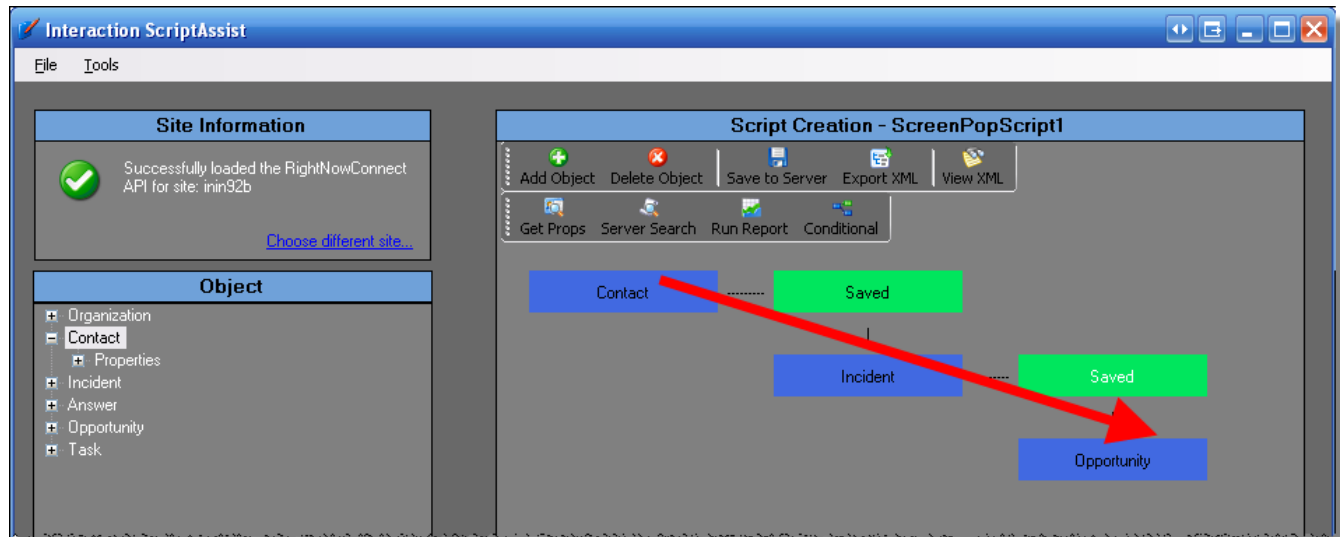 Interaction ScriptAssist
File Tools
Site Information
Successfully loaded the RightNowConnect
API for site: inin92b
Choose different site...
Object
Organization
Contact
Properties
Incident
Answer
Opportunity
Task
Script Creation - ScreenPopScript1
Add Object Delete Object Save to Server Export XML View XML
Get Props Server Search Run Report Conditional
Contact Saved
Incident Saved
Opportunity